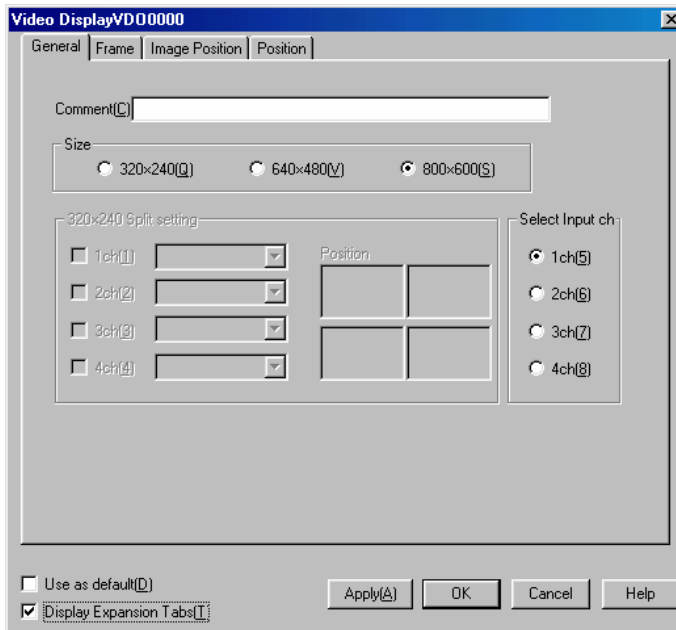 Video DisplayVDO0000
General Frame Image Position Position
Comment(C)
Size
320×240(Q) 640×480(V) 800×600(S)
320×240 Split setting
Select Input ch
1ch(1)
Position
1ch(5)
2ch(2)
2ch(6)
3ch(3)
3ch(7)
4ch(4)
4ch(8)
Use as default(D)
Display Expansion Tabs(T
Apply(A) OK Cancel Help